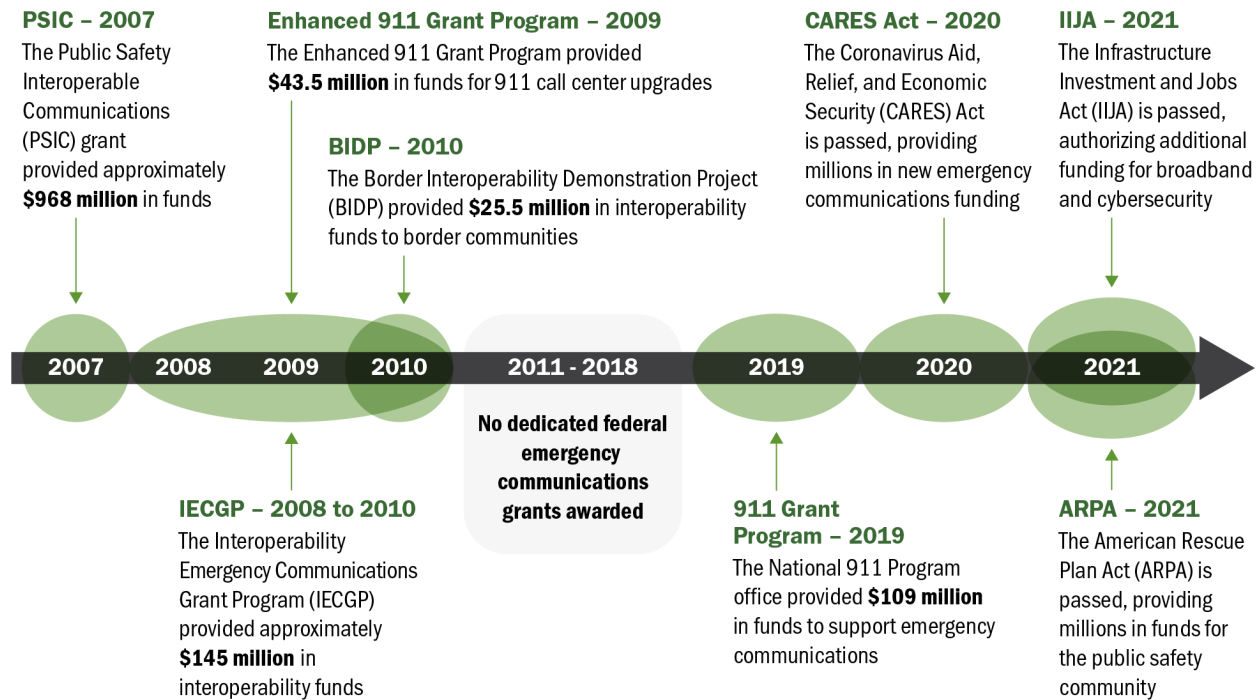 PSIC – 2007
The Public Safety
Interoperable
Communications
(PSIC) grant
provided approximately
$968 million in funds
Enhanced 911 Grant Program – 2009
The Enhanced 911 Grant Program provided
$43.5 million in funds for 911 call center upgrades
BIDP – 2010
The Border Interoperability Demonstration Project
(BIDP) provided $25.5 million in interoperability
funds to border communities
CARES Act – 2020
The Coronavirus Aid,
Relief, and Economic
Security (CARES) Act
is passed, providing
millions in new emergency
communications funding
IIJA – 2021
The Infrastructure
Investment and Jobs
Act (IIJA) is passed,
authorizing additional
funding for broadband
and cybersecurity
2007 2008 2009 2010 2011 - 2018 2019 2020 2021
No dedicated federal
emergency
communications
grants awarded
IECGP – 2008 to 2010
The Interoperability
Emergency Communications
Grant Program (IECGP)
provided approximately
$145 million in
interoperability funds
911 Grant
Program – 2019
The National 911 Program
office provided $109 million
in funds to support emergency
communications
ARPA – 2021
The American Rescue
Plan Act (ARPA) is
passed, providing
millions in funds for
the public safety
community